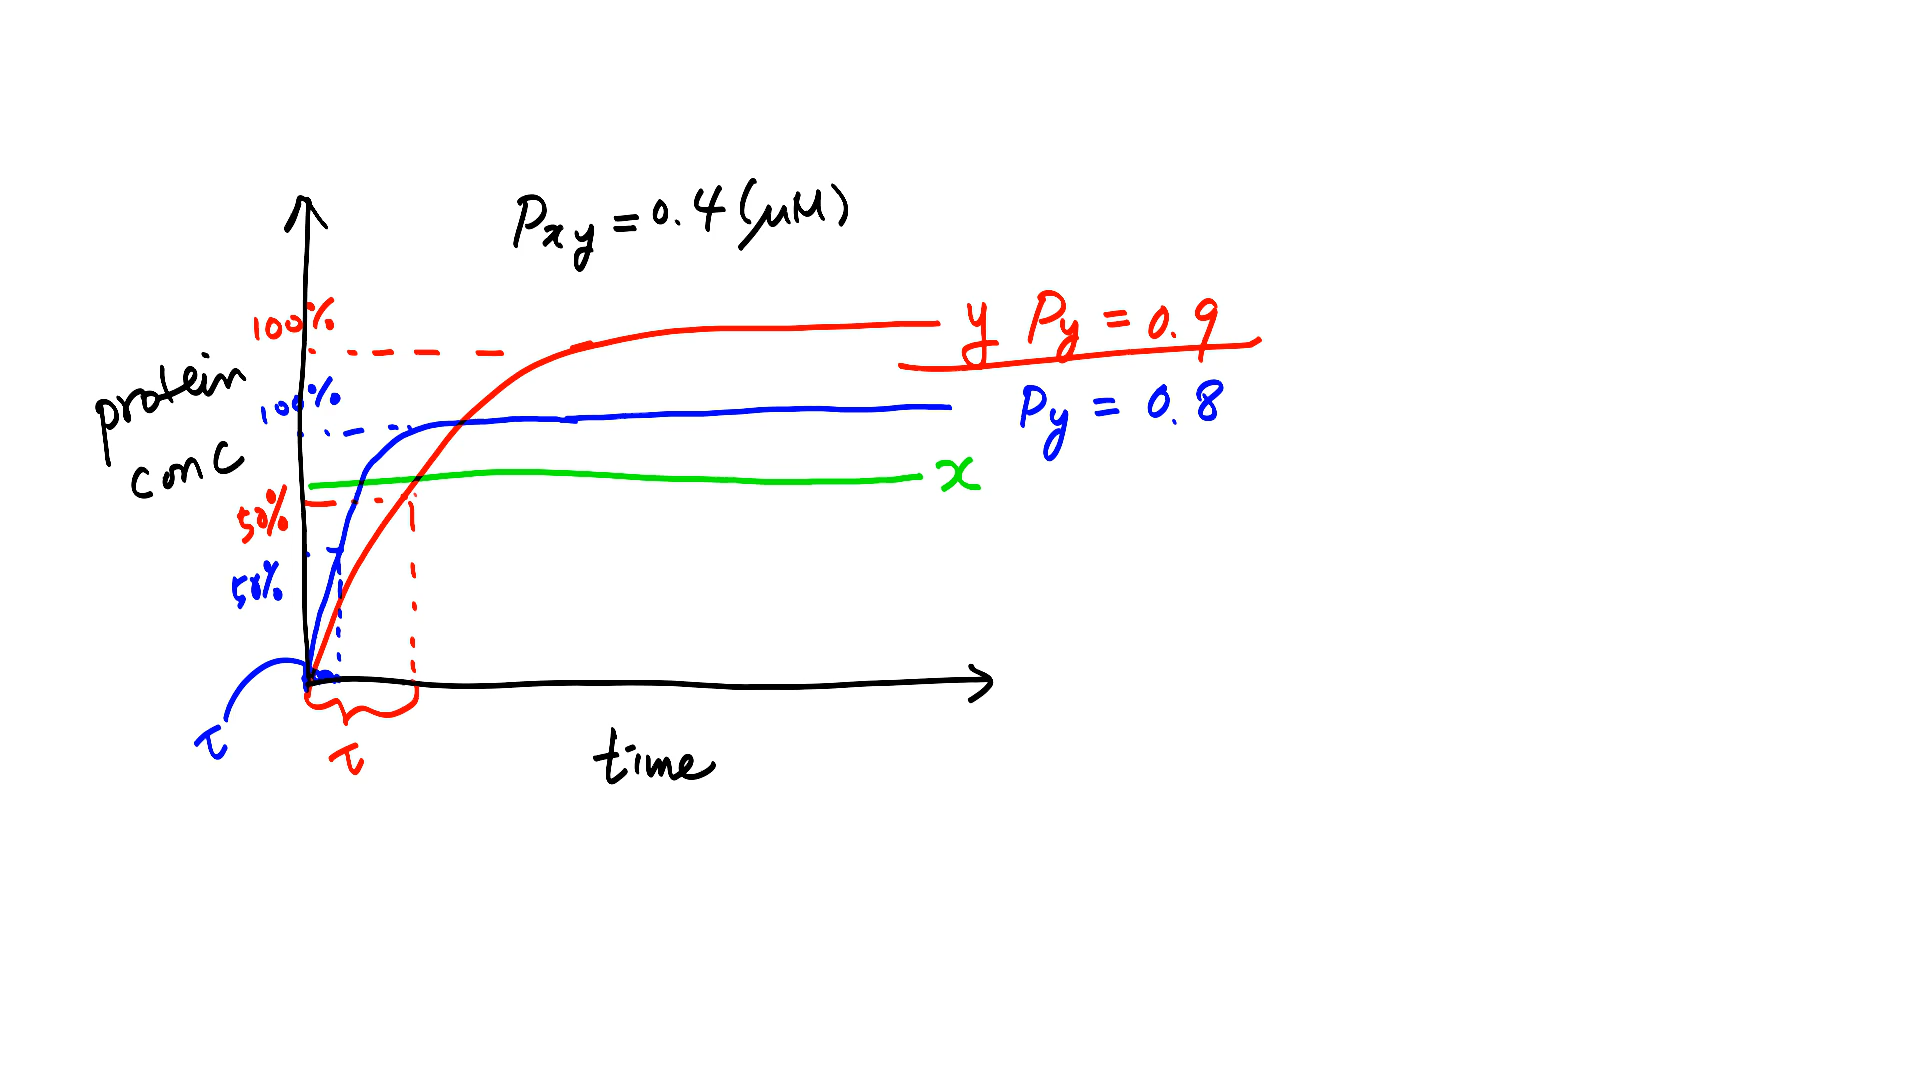 Pxy = 0.4 (μM)
100%
y Py = 0.9
100%
Py = 0.8
protein
conc
x
50%
50%
τ
τ
time